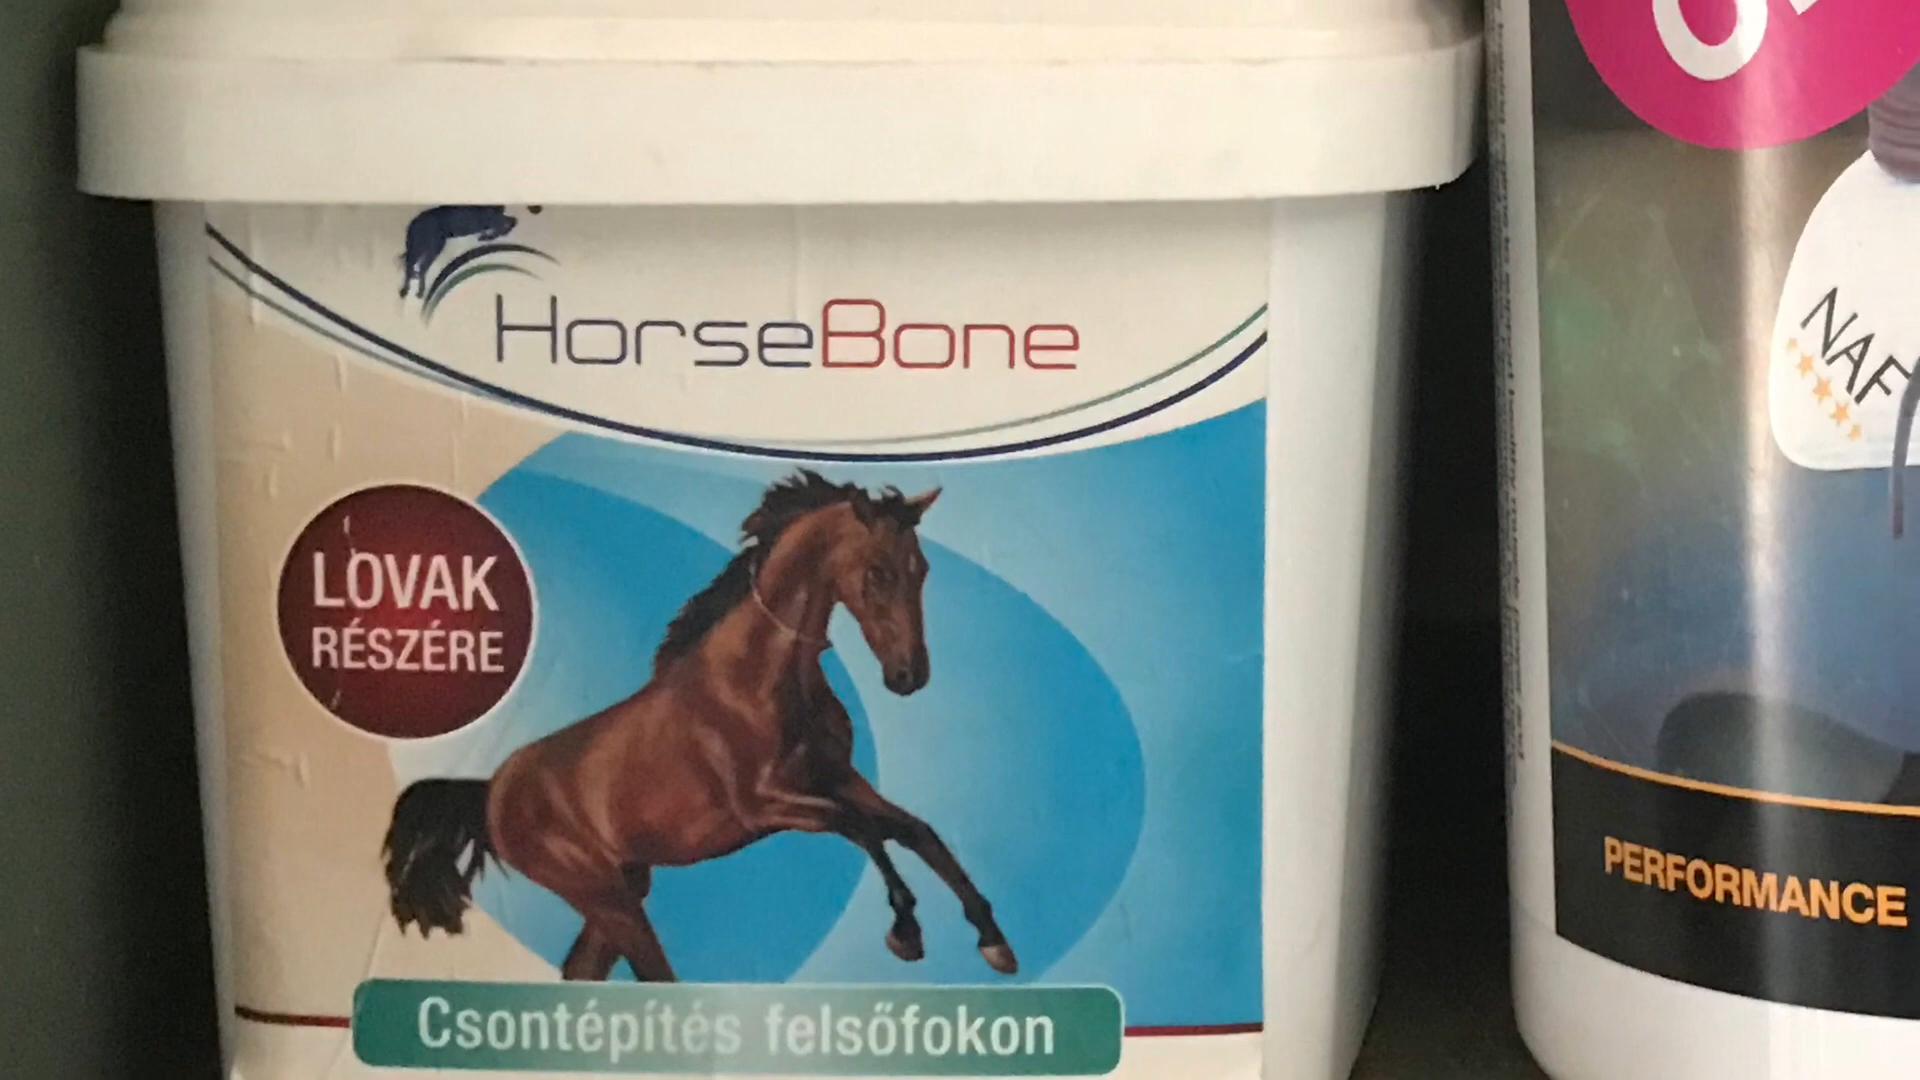 HorseBone
LOVAK
RÉSZÉRE
Csontépítés felsőfokon
NAF
PERFORMANCE